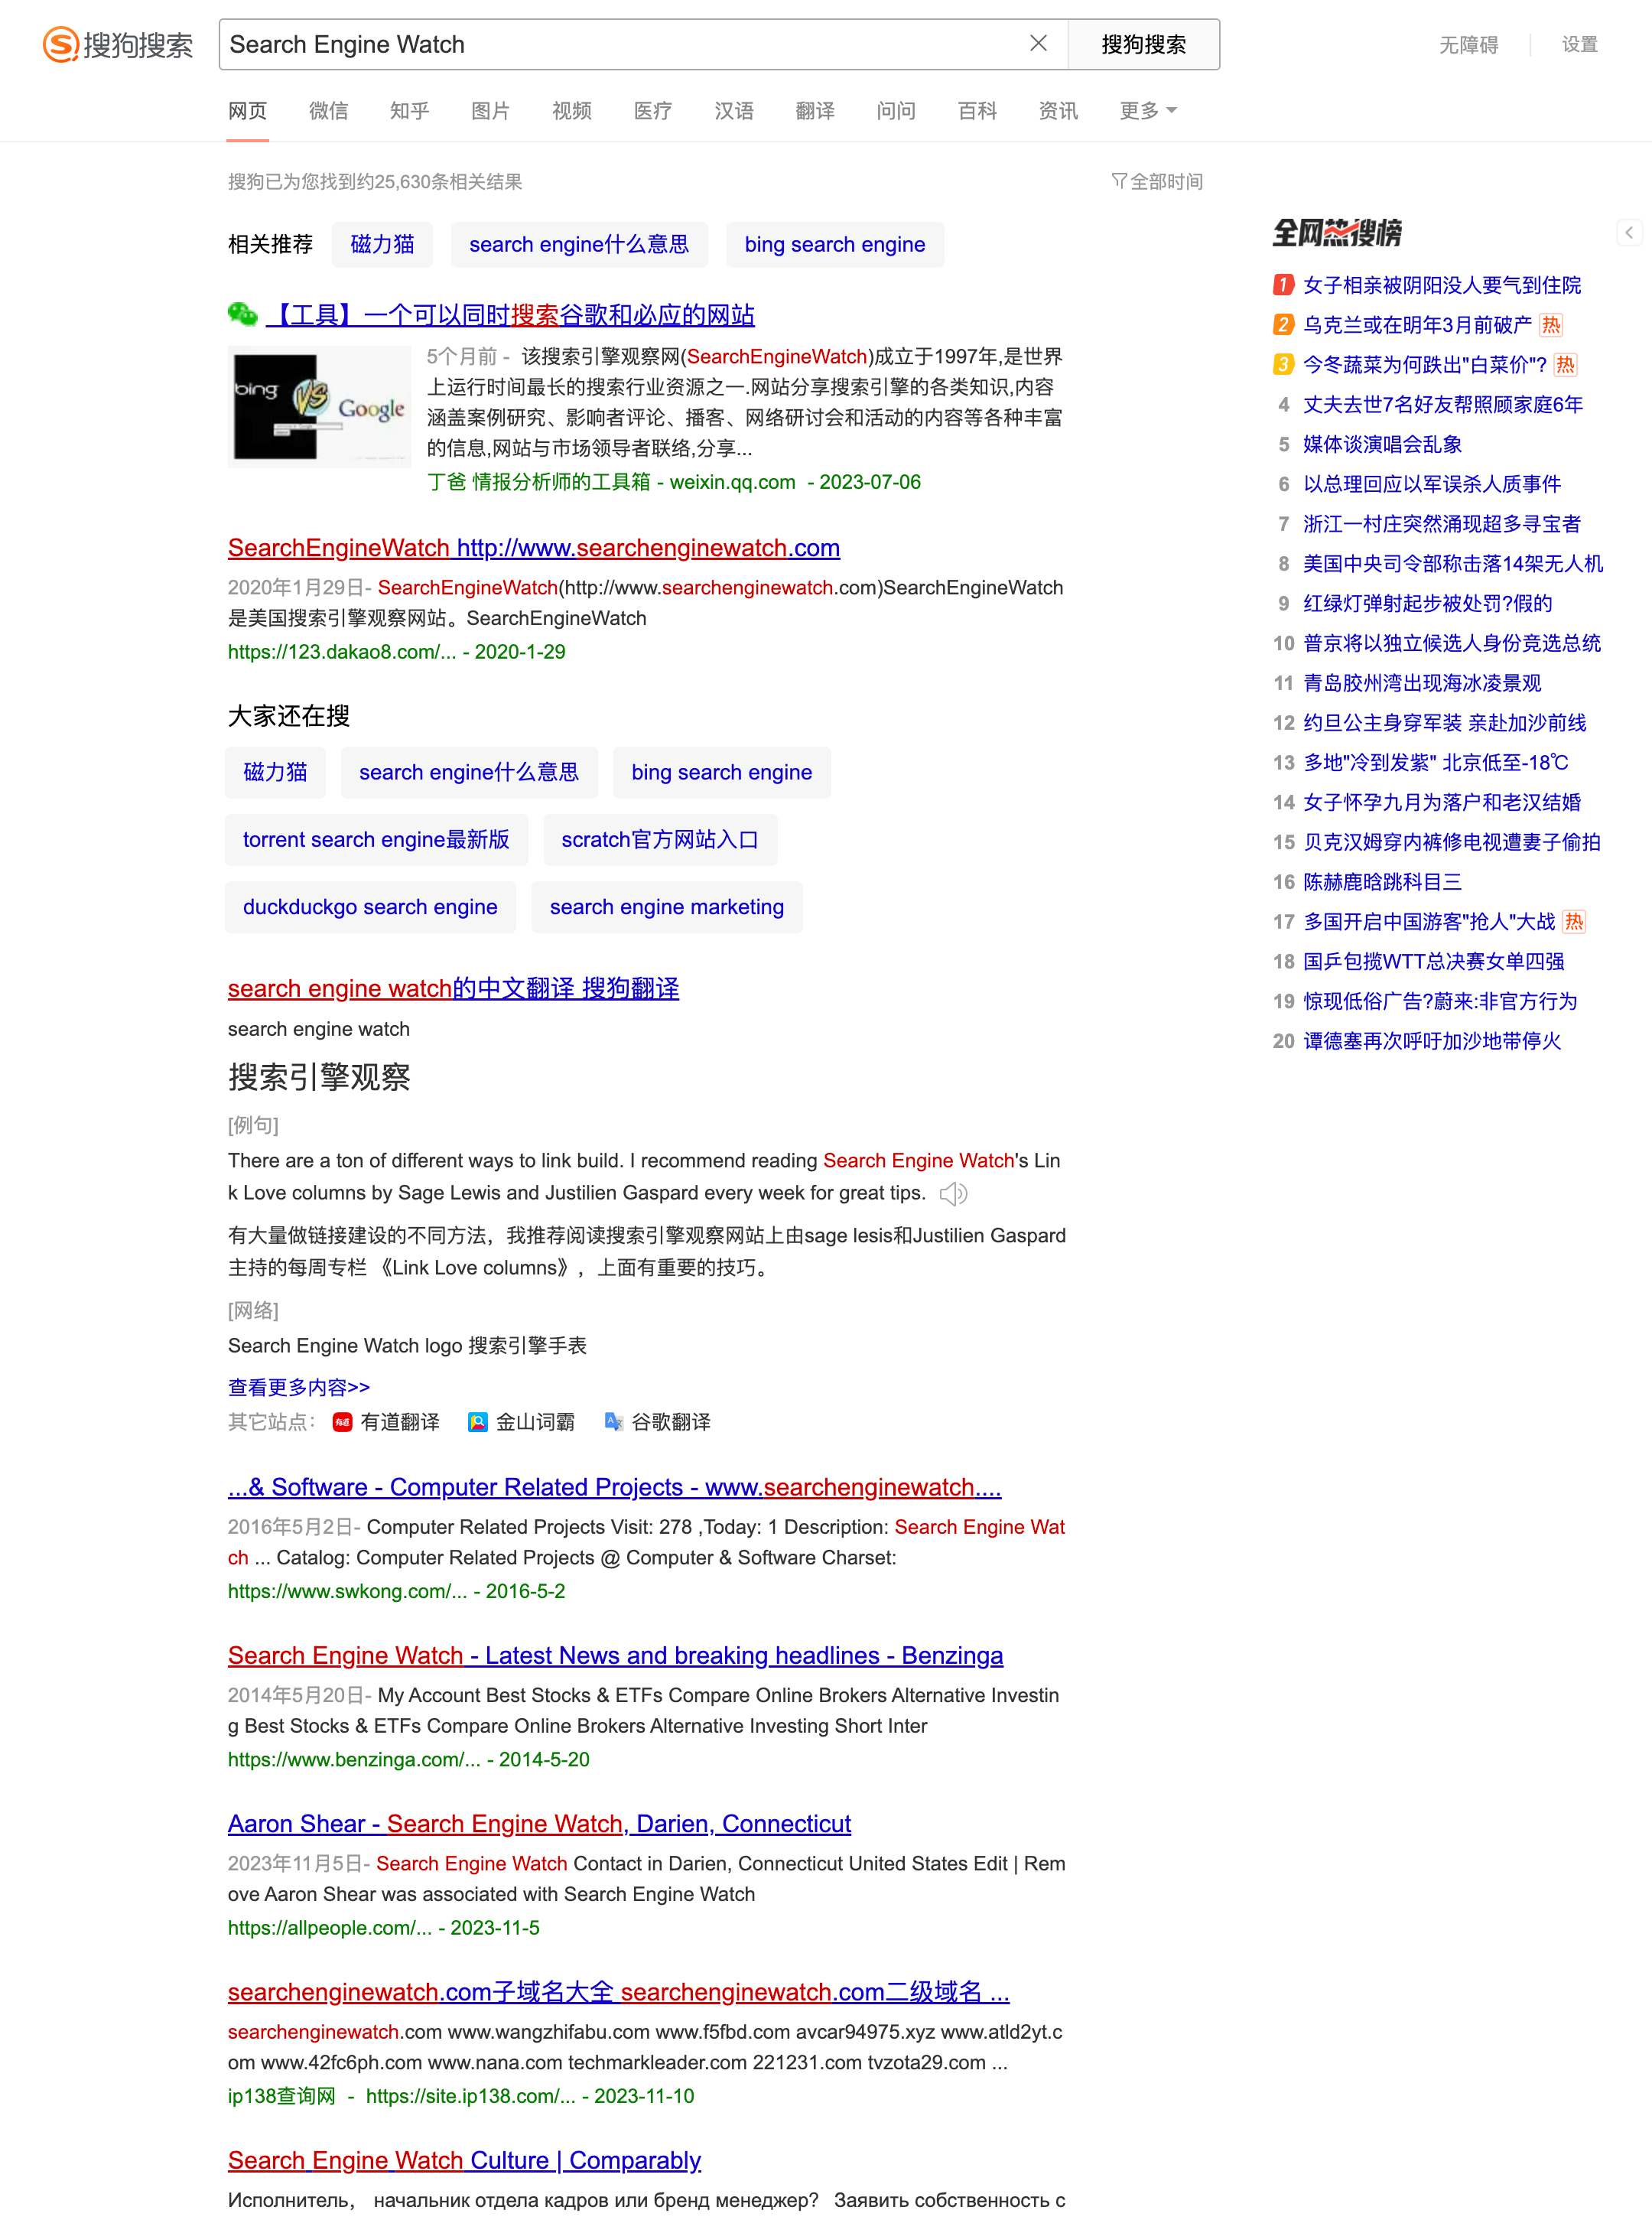 搜狗搜索
Search Engine Watch
搜狗搜索
无障碍
设置
网页 微信 知乎 图片 视频 医疗 汉语 翻译 问问 百科 资讯 更多
搜狗已为您找到约25,630条相关结果
全部时间
相关推荐 磁力猫 search engine什么意思 bing search engine
【工具】一个可以同时搜索谷歌和必应的网站
bing VS Google
5个月前 - 该搜索引擎观察网(SearchEngineWatch)成立于1997年,是世界
上运行时间最长的搜索行业资源之一.网站分享搜索引擎的各类知识,内容
涵盖案例研究、影响者评论、播客、网络研讨会和活动的内容等各种丰富
的信息,网站与市场领导者联络,分享...
丁爸 情报分析师的工具箱 - weixin.qq.com - 2023-07-06
SearchEngineWatch http://www.searchenginewatch.com
2020年1月29日- SearchEngineWatch(http://www.searchenginewatch.com)SearchEngineWatch
是美国搜索引擎观察网站。SearchEngineWatch
https://123.dakao8.com/... - 2020-1-29
大家还在搜
磁力猫 search engine什么意思 bing search engine
torrent search engine最新版 scratch官方网站入口
duckduckgo search engine search engine marketing
search engine watch的中文翻译 搜狗翻译
search engine watch
搜索引擎观察
[例句]
There are a ton of different ways to link build. I recommend reading Search Engine Watch's Lin
k Love columns by Sage Lewis and Justilien Gaspard every week for great tips.
有大量做链接建设的不同方法，我推荐阅读搜索引擎观察网站上由sage lesis和Justilien Gaspard
主持的每周专栏 《Link Love columns》，上面有重要的技巧。
[网络]
Search Engine Watch logo 搜索引擎手表
查看更多内容>>
其它站点： 有道 有道翻译 金山词霸 谷歌翻译
...& Software - Computer Related Projects - www.searchenginewatch....
2016年5月2日- Computer Related Projects Visit: 278 ,Today: 1 Description: Search Engine Wat
ch ... Catalog: Computer Related Projects @ Computer & Software Charset:
https://www.swkong.com/... - 2016-5-2
Search Engine Watch - Latest News and breaking headlines - Benzinga
2014年5月20日- My Account Best Stocks & ETFs Compare Online Brokers Alternative Investin
g Best Stocks & ETFs Compare Online Brokers Alternative Investing Short Inter
https://www.benzinga.com/... - 2014-5-20
Aaron Shear - Search Engine Watch, Darien, Connecticut
2023年11月5日- Search Engine Watch Contact in Darien, Connecticut United States Edit | Rem
ove Aaron Shear was associated with Search Engine Watch
https://allpeople.com/... - 2023-11-5
searchenginewatch.com子域名大全 searchenginewatch.com二级域名 ...
searchenginewatch.com www.wangzhifabu.com www.f5fbd.com avcar94975.xyz www.atld2yt.c
om www.42fc6ph.com www.nana.com techmarkleader.com 221231.com tvzota29.com ...
ip138查询网 - https://site.ip138.com/... - 2023-11-10
Search Engine Watch Culture | Comparably
Исполнитель， начальник отдела кадров или бренд менеджер? Заявить собственность с
全网热搜榜
1 女子相亲被阴阳没人要气到住院
2 乌克兰或在明年3月前破产 热
3 今冬蔬菜为何跌出"白菜价"? 热
4 丈夫去世7名好友帮照顾家庭6年
5 媒体谈演唱会乱象
6 以总理回应以军误杀人质事件
7 浙江一村庄突然涌现超多寻宝者
8 美国中央司令部称击落14架无人机
9 红绿灯弹射起步被处罚?假的
10 普京将以独立候选人身份竞选总统
11 青岛胶州湾出现海冰凌景观
12 约旦公主身穿军装 亲赴加沙前线
13 多地"冷到发紫" 北京低至-18℃
14 女子怀孕九月为落户和老汉结婚
15 贝克汉姆穿内裤修电视遭妻子偷拍
16 陈赫鹿晗跳科目三
17 多国开启中国游客"抢人"大战 热
18 国乒包揽WTT总决赛女单四强
19 惊现低俗广告?蔚来:非官方行为
20 谭德塞再次呼吁加沙地带停火